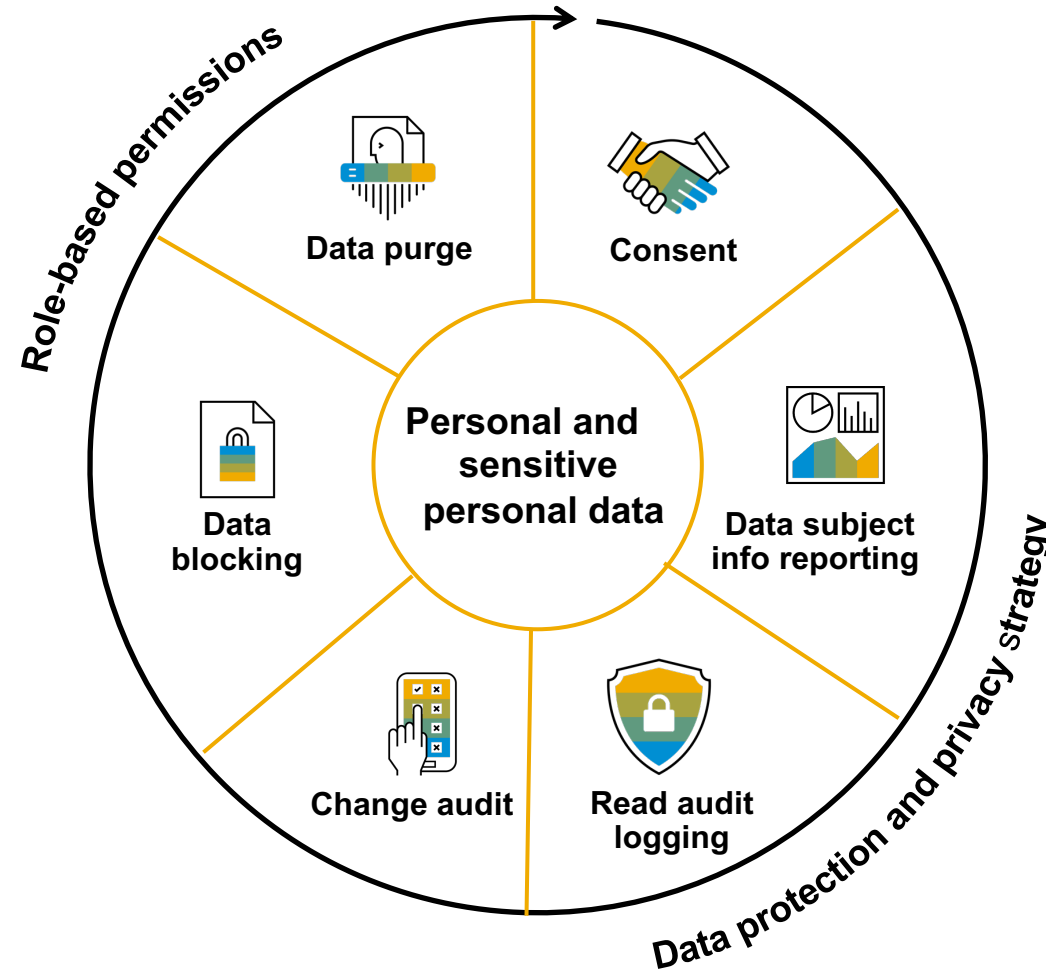 Role-based permissions
Data purge
Consent
Personal and
sensitive
personal data
Data
blocking
Data subject
info reporting
Change audit
Read audit
logging
Data protection and privacy strategy